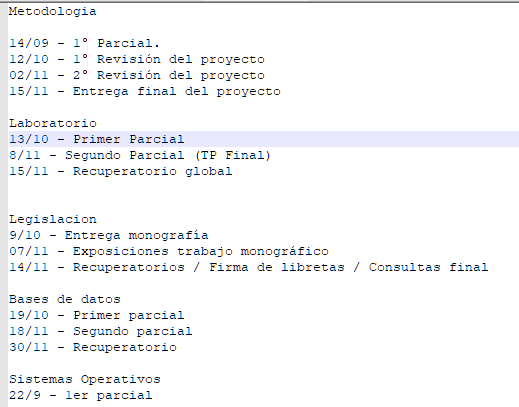 Metodologia
14/09 - 1° Parcial.
12/10 - 1° Revisión del proyecto
02/11 - 2° Revisión del proyecto
15/11 - Entrega final del proyecto
Laboratorio
13/10 - Primer Parcial
8/11 - Segundo Parcial (TP Final)
15/11 - Recuperatorio global
Legislacion
9/10 - Entrega monografía
07/11 - Exposiciones trabajo monográfico
14/11 - Recuperatorios / Firma de libretas / Consultas final
Bases de datos
19/10 - Primer parcial
18/11 - Segundo parcial
30/11 - Recuperatorio
Sistemas Operativos
22/9 - 1er parcial